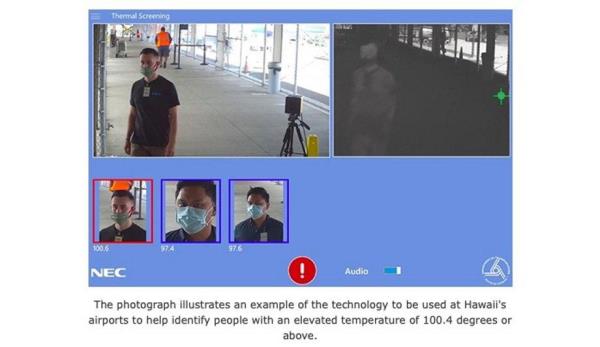 Thermal Screening
100.6 97.4 97.6
NEC
Audio
The photograph illustrates an example of the technology to be used at Hawaii's
airports to help identify people with an elevated temperature of 100.4 degrees or
above.